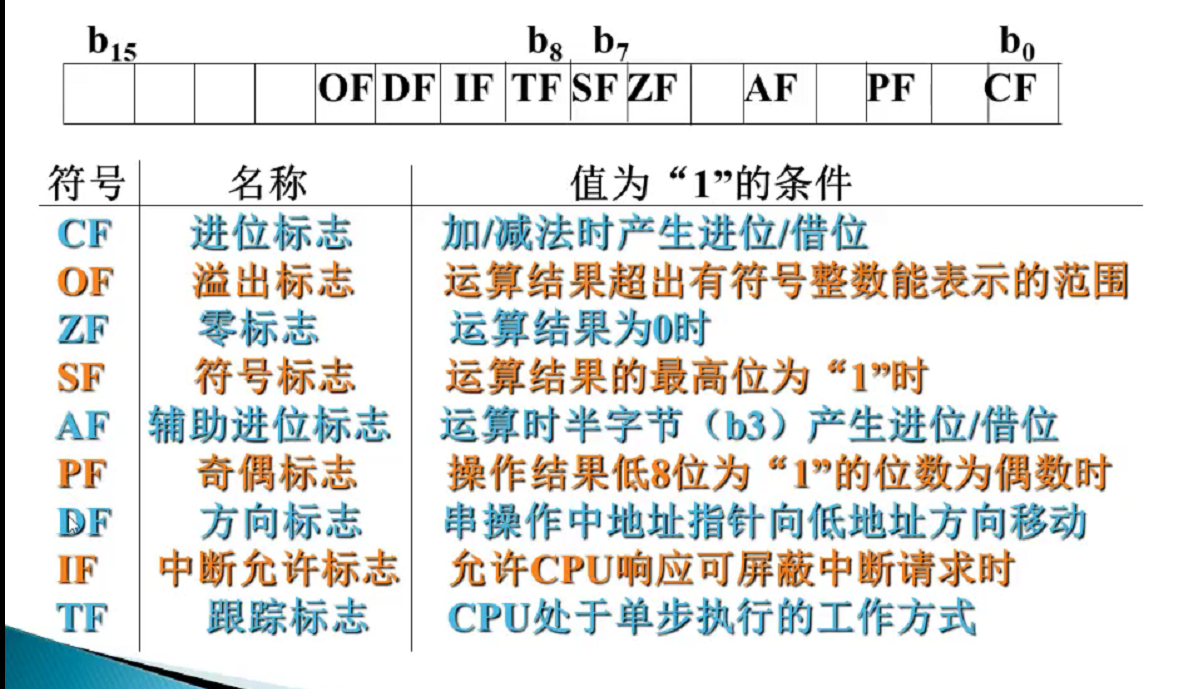 b15 b8 b7 b0
OF DF IF TF SF ZF AF PF CF
符号 名称 值为“1”的条件
CF 进位标志 加/减法时产生进位/借位
OF 溢出标志 运算结果超出有符号整数能表示的范围
ZF 零标志 运算结果为0时
SF 符号标志 运算结果的最高位为“1”时
AF 辅助进位标志 运算时半字节（b3）产生进位/借位
PF 奇偶标志 操作结果低8位为“1”的位数为偶数时
DF 方向标志 串操作中地址指针向低地址方向移动
IF 中断允许标志 允许CPU响应可屏蔽中断请求时
TF 跟踪标志 CPU处于单步执行的工作方式